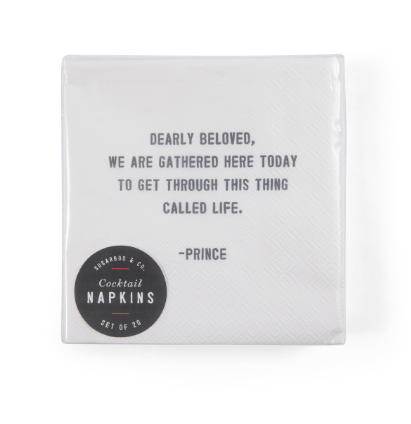 DEARLY BELOVED,
WE ARE GATHERED HERE TODAY
TO GET THROUGH THIS THING
CALLED LIFE.
-PRINCE
SUGARBOO & CO.
Cocktail
NAPKINS
SET OF 20